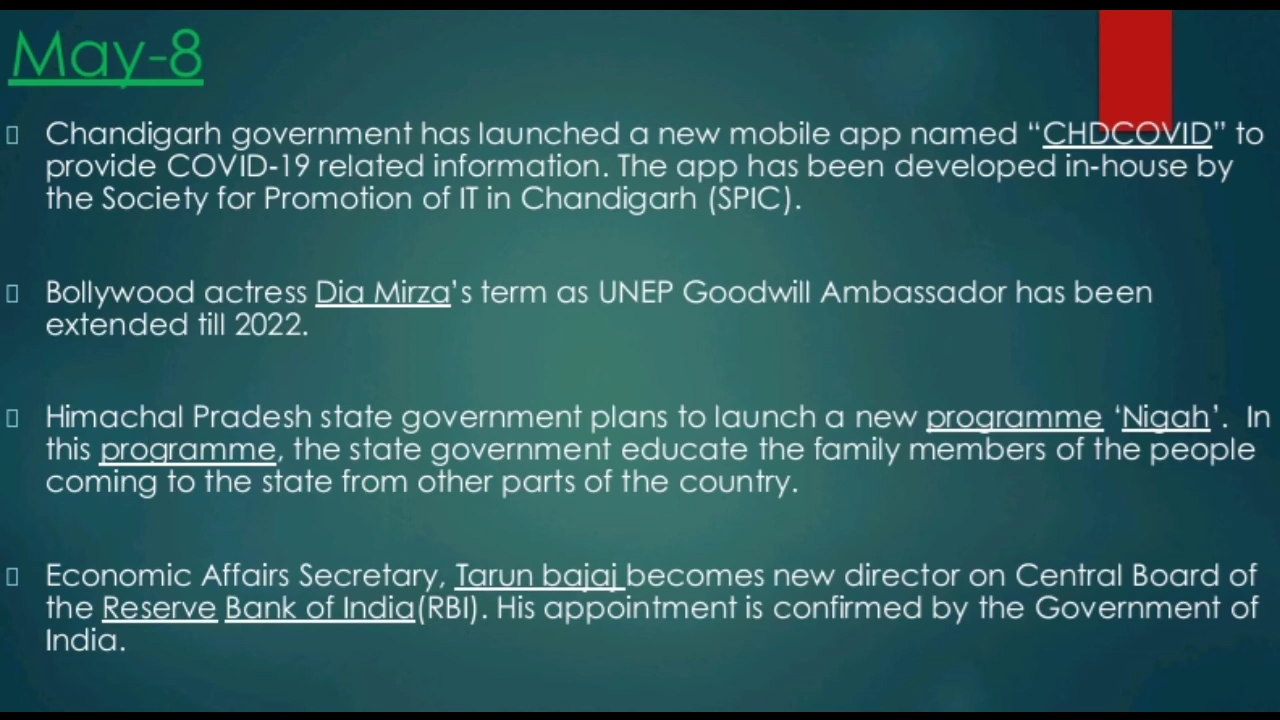 May-8
Chandigarh government has launched a new mobile app named “CHDCOVID” to
provide COVID-19 related information. The app has been developed in-house by
the Society for Promotion of IT in Chandigarh (SPIC).
Bollywood actress Dia Mirza’s term as UNEP Goodwill Ambassador has been
extended till 2022.
Himachal Pradesh state government plans to launch a new programme ‘Nigah’. In
this programme, the state government educate the family members of the people
coming to the state from other parts of the country.
Economic Affairs Secretary, Tarun bajaj becomes new director on Central Board of
the Reserve Bank of India(RBI). His appointment is confirmed by the Government of
India.